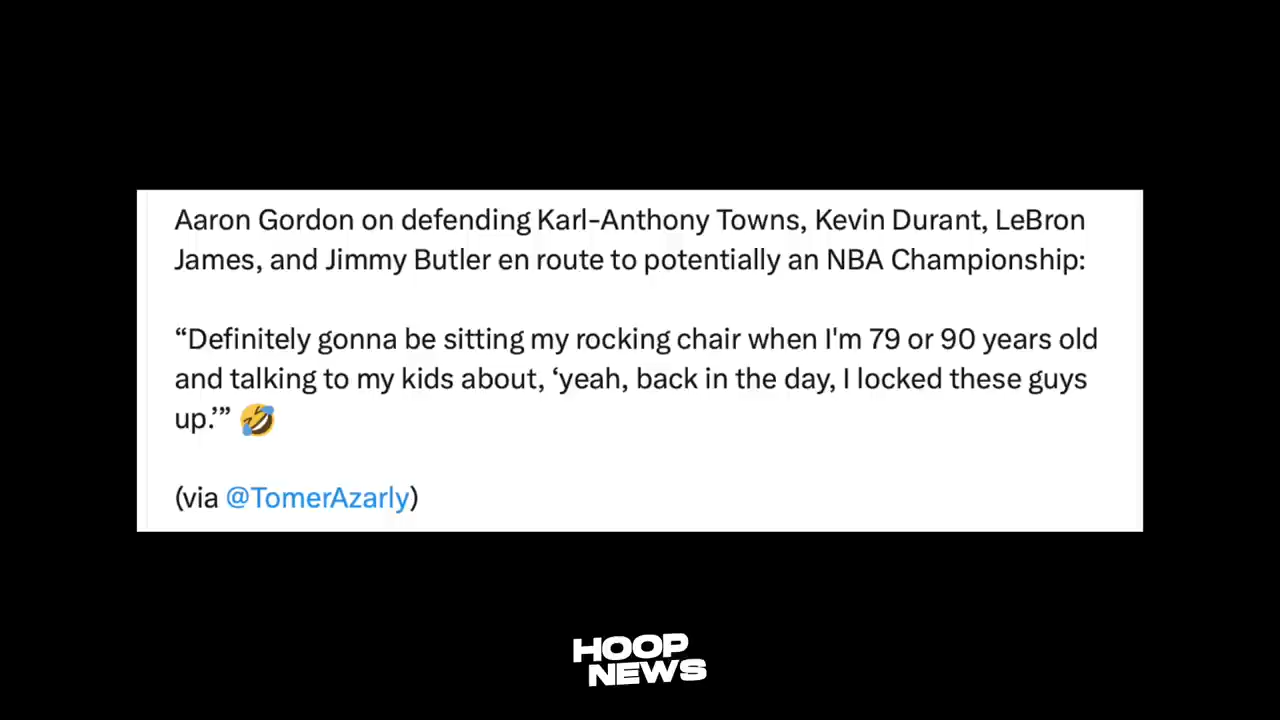 Aaron Gordon on defending Karl-Anthony Towns, Kevin Durant, LeBron
James, and Jimmy Butler en route to potentially an NBA Championship:
“Definitely gonna be sitting my rocking chair when I'm 79 or 90 years old
and talking to my kids about, ‘yeah, back in the day, I locked these guys
up.’” 🤣
(via @TomerAzarly)
HOOP
NEWS